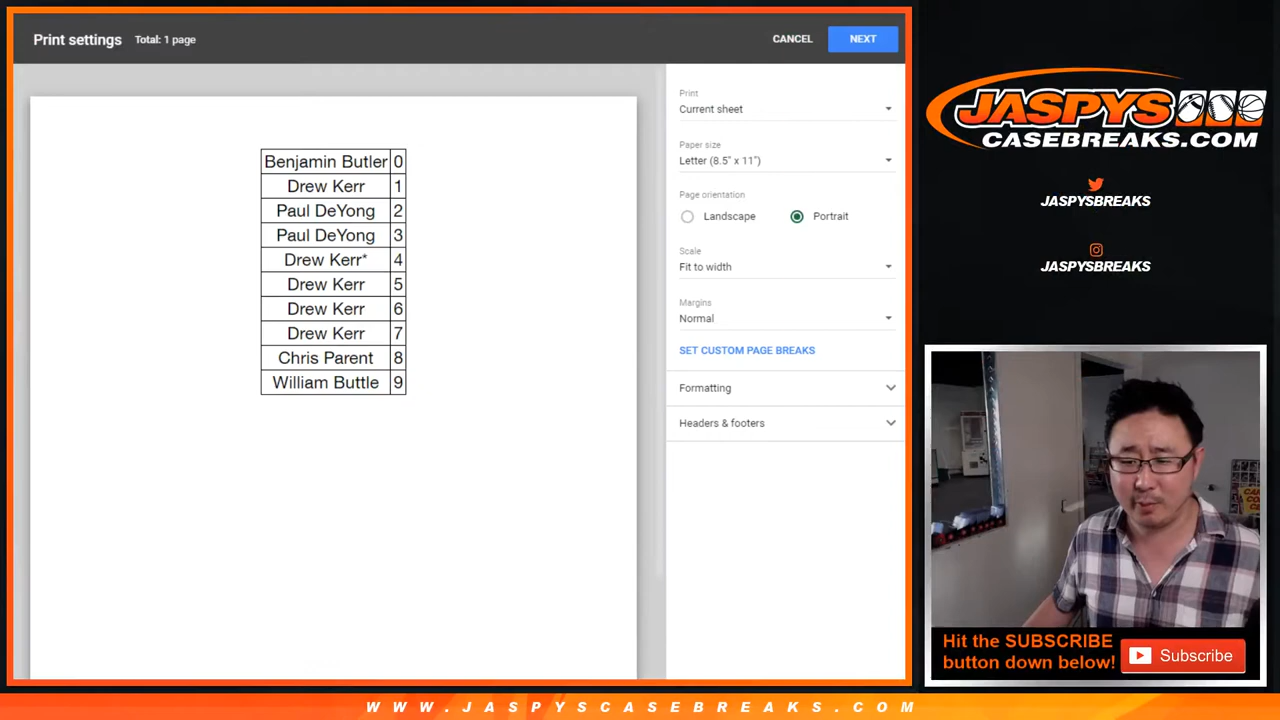 Print settings Total: 1 page
CANCEL NEXT
Benjamin Butler 0
Drew Kerr 1
Paul DeYong 2
Paul DeYong 3
Drew Kerr* 4
Drew Kerr 5
Drew Kerr 6
Drew Kerr 7
Chris Parent 8
William Buttle 9
Print
Current sheet
Paper size
Letter (8.5" x 11")
Page orientation
Landscape Portrait
Scale
Fit to width
Margins
Normal
SET CUSTOM PAGE BREAKS
Formatting
Headers & footers
JASPYS
CASEBREAKS.COM
JASPYSBREAKS
JASPYSBREAKS
Hit the SUBSCRIBE
button down below!
Subscribe
WWW.JASPYSCASEBREAKS.COM